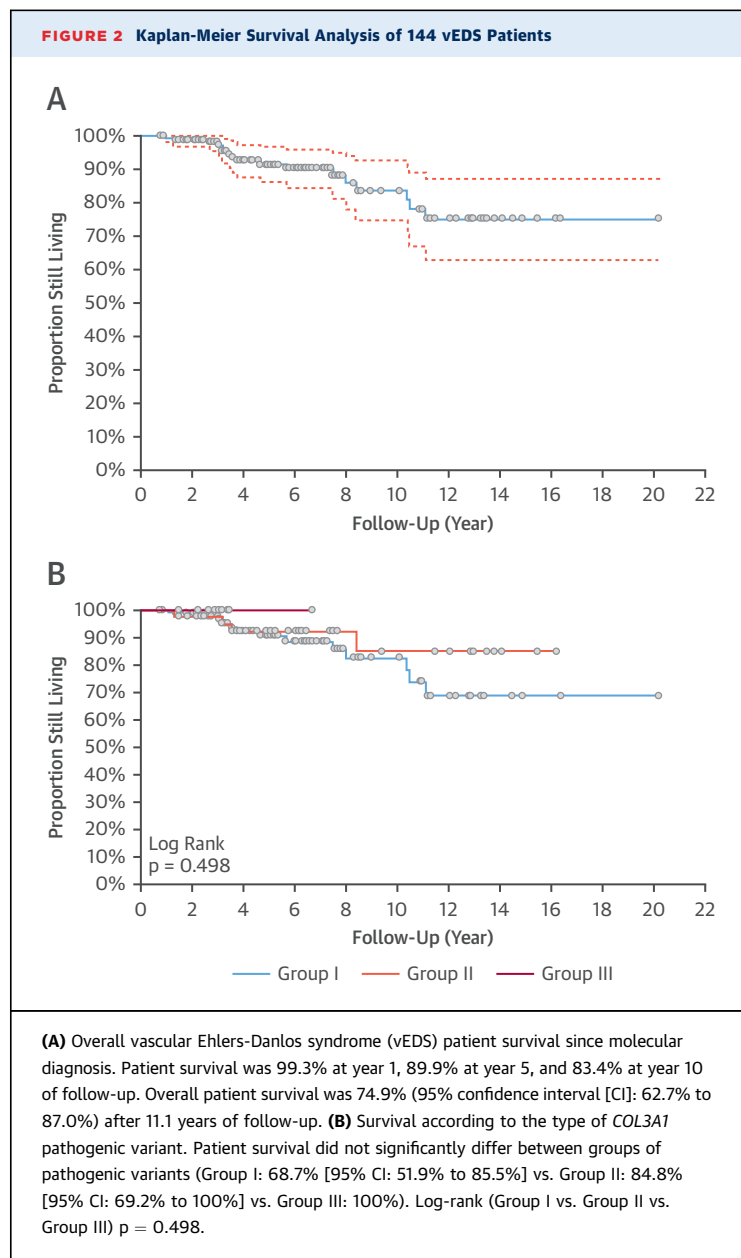 FIGURE 2 Kaplan-Meier Survival Analysis of 144 vEDS Patients
A
100%
90%
80%
70%
60%
50%
40%
30%
20%
10%
0%
Proportion Still Living
0 2 4 6 8 10 12 14 16 18 20 22
Follow-Up (Year)
B
100%
90%
80%
70%
60%
50%
40%
30%
20%
10%
0%
Proportion Still Living
Log Rank
p = 0.498
0 2 4 6 8 10 12 14 16 18 20 22
Follow-Up (Year)
Group I Group II Group III
(A) Overall vascular Ehlers-Danlos syndrome (vEDS) patient survival since molecular
diagnosis. Patient survival was 99.3% at year 1, 89.9% at year 5, and 83.4% at year 10
of follow-up. Overall patient survival was 74.9% (95% confidence interval [CI]: 62.7% to
87.0%) after 11.1 years of follow-up. (B) Survival according to the type of COL3A1
pathogenic variant. Patient survival did not significantly differ between groups of
pathogenic variants (Group I: 68.7% [95% CI: 51.9% to 85.5%] vs. Group II: 84.8%
[95% CI: 69.2% to 100%] vs. Group III: 100%). Log-rank (Group I vs. Group II vs.
Group III) p = 0.498.